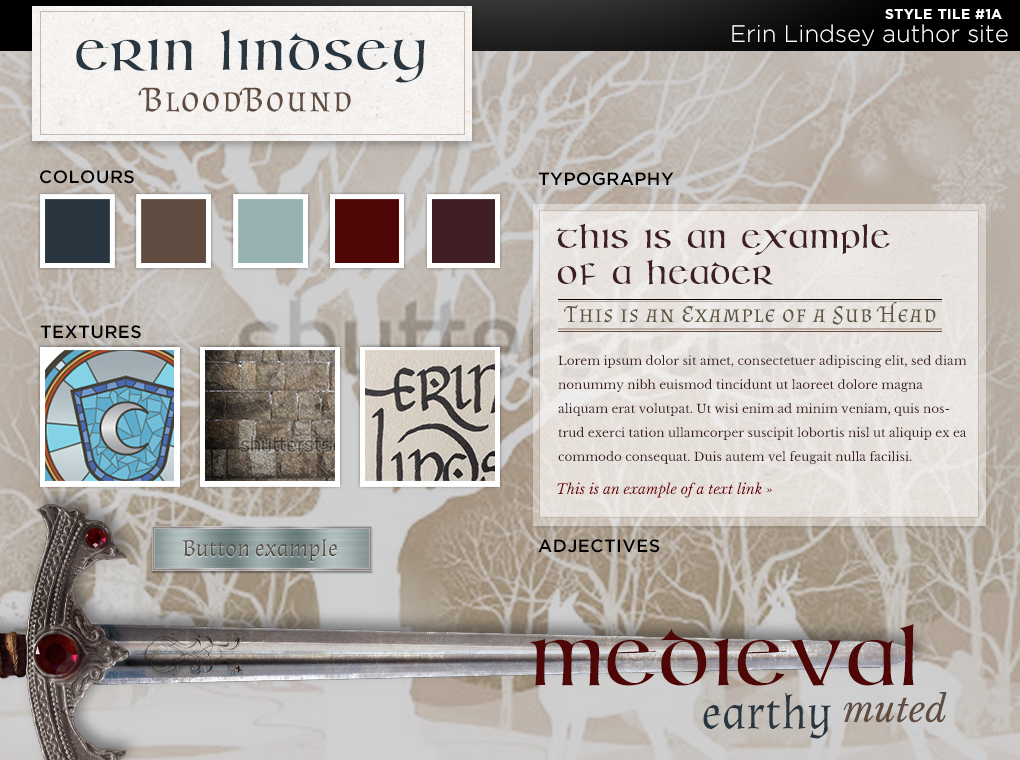 STYLE TILE #1A
Erin Lindsey author site
erin lindsey
BloodBound
COLOURS
TEXTURES
shutterst
ERIN
linds
Button example
TYPOGRAPHY
This is an example
of a header
This is an Example of a Sub Head
Lorem ipsum dolor sit amet, consectetuer adipiscing elit, sed diam
nonummy nibh euismod tincidunt ut laoreet dolore magna
aliquam erat volutpat. Ut wisi enim ad minim veniam, quis nos-
trud exerci tation ullamcorper suscipit lobortis nisl ut aliquip ex ea
commodo consequat. Duis autem vel feugait nulla facilisi.
This is an example of a text link »
ADJECTIVES
medieval
earthy muted